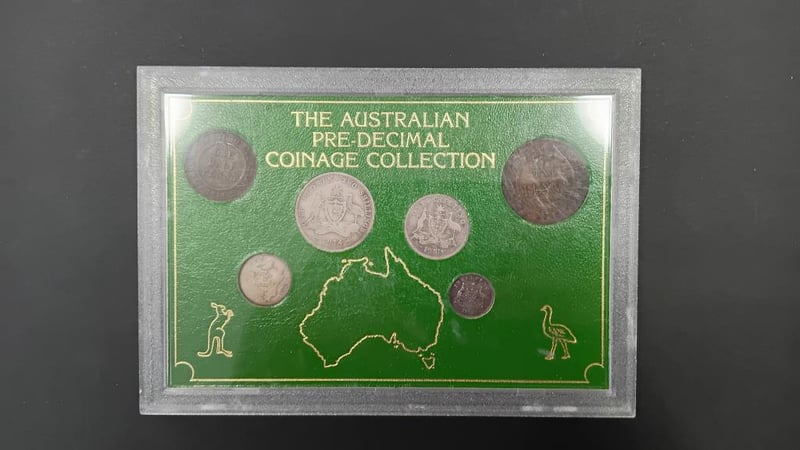 THE AUSTRALIAN
PRE-DECIMAL
COINAGE COLLECTION